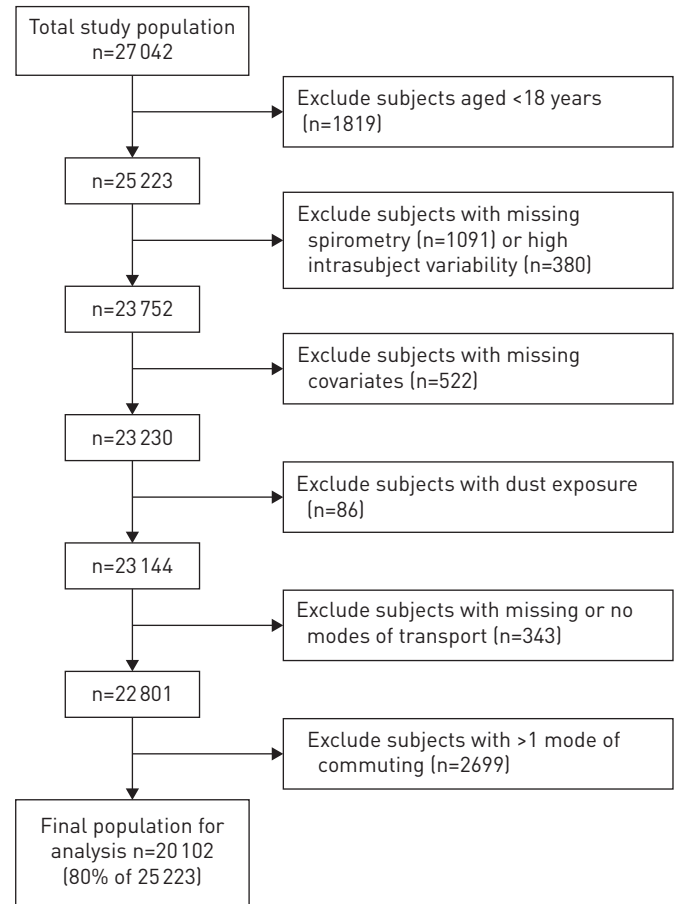 Total study population
n=27 042
Exclude subjects aged <18 years
(n=1819)
n=25 223
Exclude subjects with missing
spirometry (n=1091) or high
intrasubject variability (n=380)
n=23 752
Exclude subjects with missing
covariates (n=522)
n=23 230
Exclude subjects with dust exposure
(n=86)
n=23 144
Exclude subjects with missing or no
modes of transport (n=343)
n=22 801
Exclude subjects with >1 mode of
commuting (n=2699)
Final population for
analysis n=20 102
(80% of 25 223)